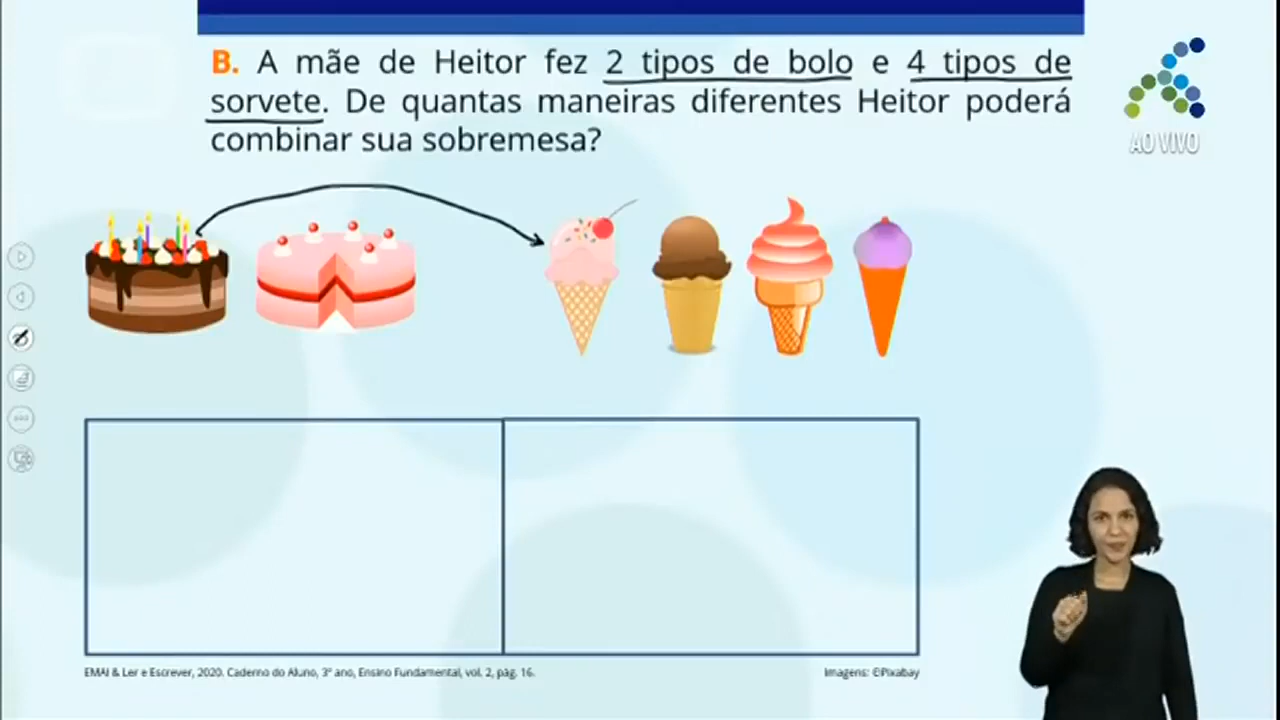 B. A mãe de Heitor fez 2 tipos de bolo e 4 tipos de
sorvete. De quantas maneiras diferentes Heitor poderá
combinar sua sobremesa?
AO VIVO
EMAI & Ler e Escrever, 2020. Caderno do Aluno, 3º ano, Ensino Fundamental, vol. 2, pág. 16.
Imagens: ©Pixabay